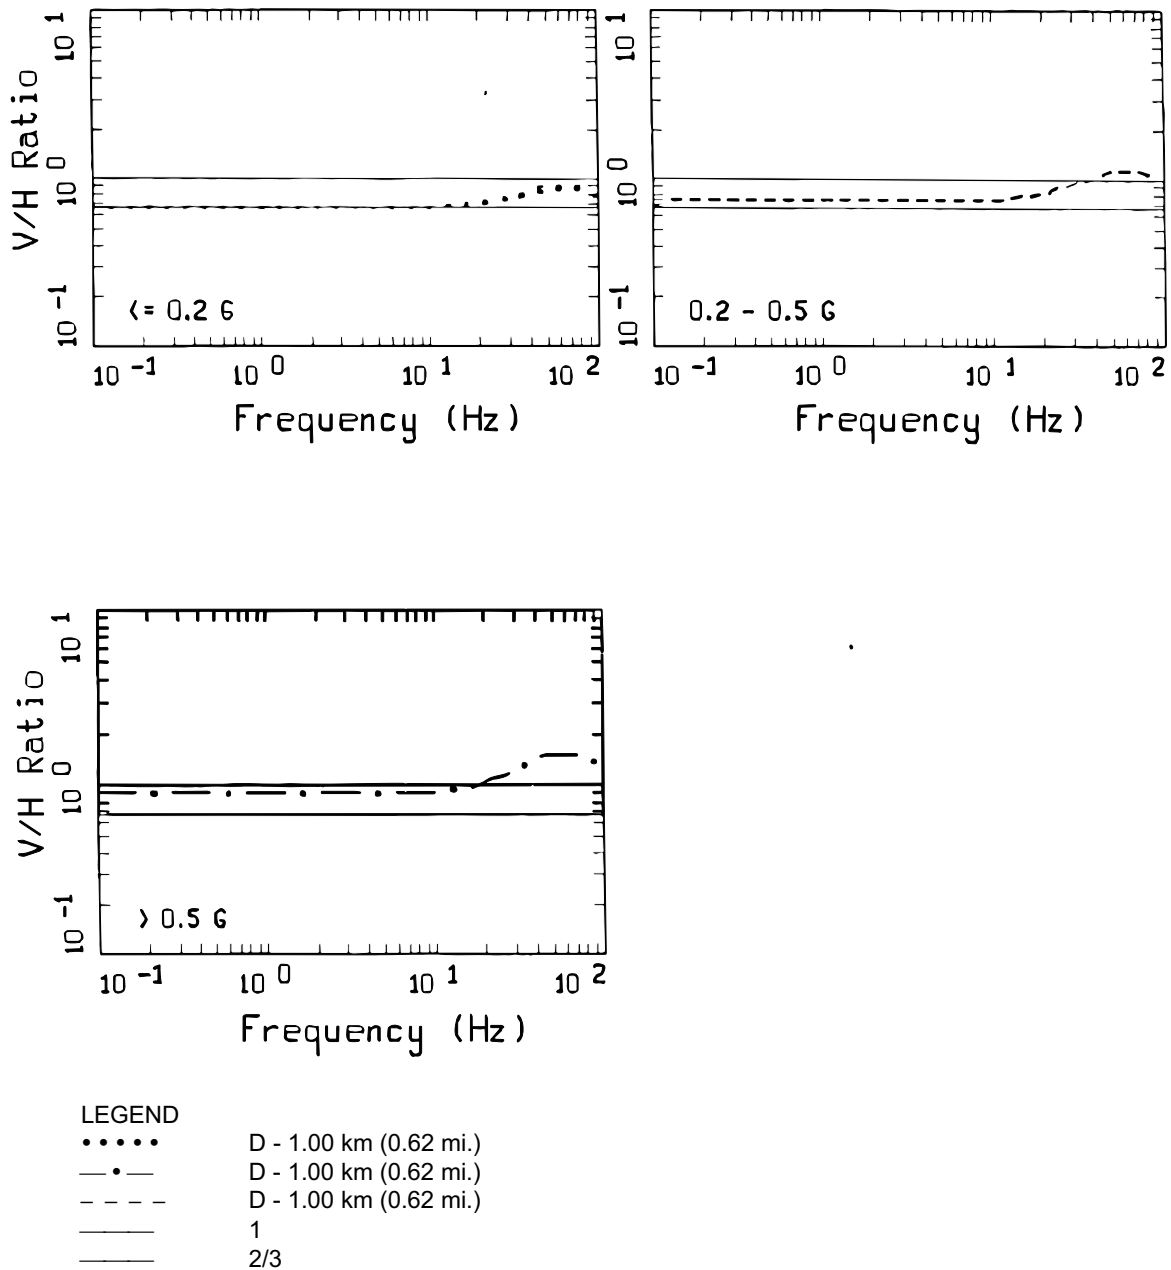 10 1
10 0
10 -1
V/H Ratio
<= 0.2 G
10 -1 10 0 10 1 10 2
Frequency (Hz)
10 1
10 0
10 -1
0.2 - 0.5 G
10 -1 10 0 10 1 10 2
Frequency (Hz)
10 1
10 0
10 -1
V/H Ratio
> 0.5 G
10 -1 10 0 10 1 10 2
Frequency (Hz)
LEGEND
D - 1.00 km (0.62 mi.)
D - 1.00 km (0.62 mi.)
D - 1.00 km (0.62 mi.)
1
2/3